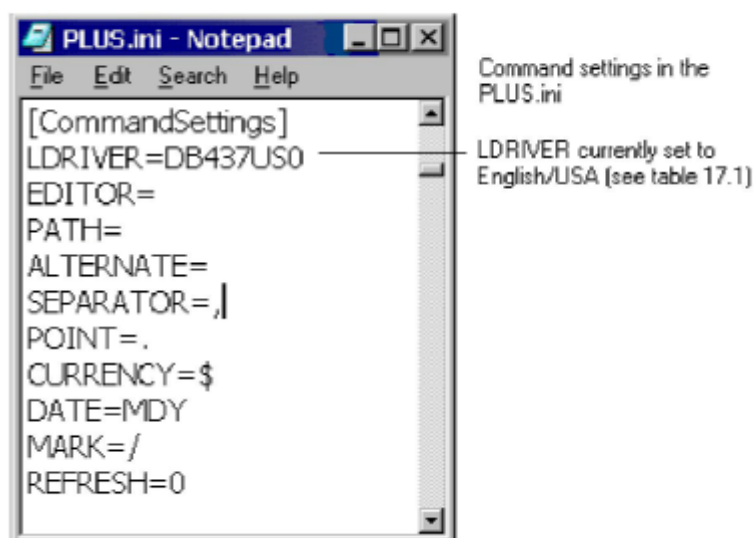 PLUS.ini - Notepad
File Edit Search Help
[CommandSettings]
LDRIVER=DB437US0
EDITOR=
PATH=
ALTERNATE=
SEPARATOR=,
POINT=.
CURRENCY=$
DATE=MDY
MARK=/
REFRESH=0
Command settings in the
PLUS.ini
LDRIVER currently set to
English/USA (see table 17.1)